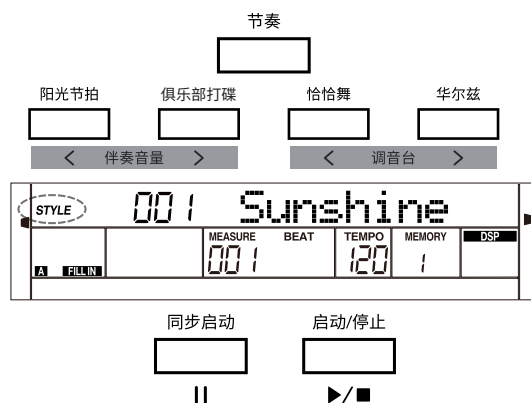 节奏
阳光节拍 俱乐部打碟 恰恰舞 华尔兹
< 伴奏音量 > < 调音台 >
STYLE 001 Sunshine
MEASURE BEAT TEMPO MEMORY DSP
A FILL IN 001 120 1
同步启动 启动/停止